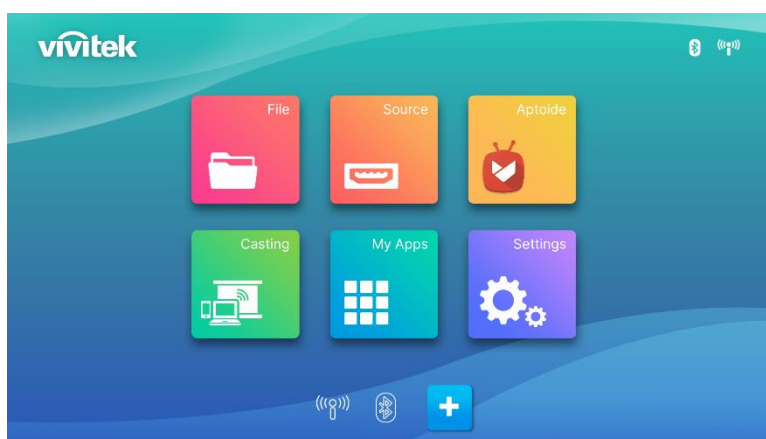 vivitek
File
Source
Aptoide
Casting
My Apps
Settings